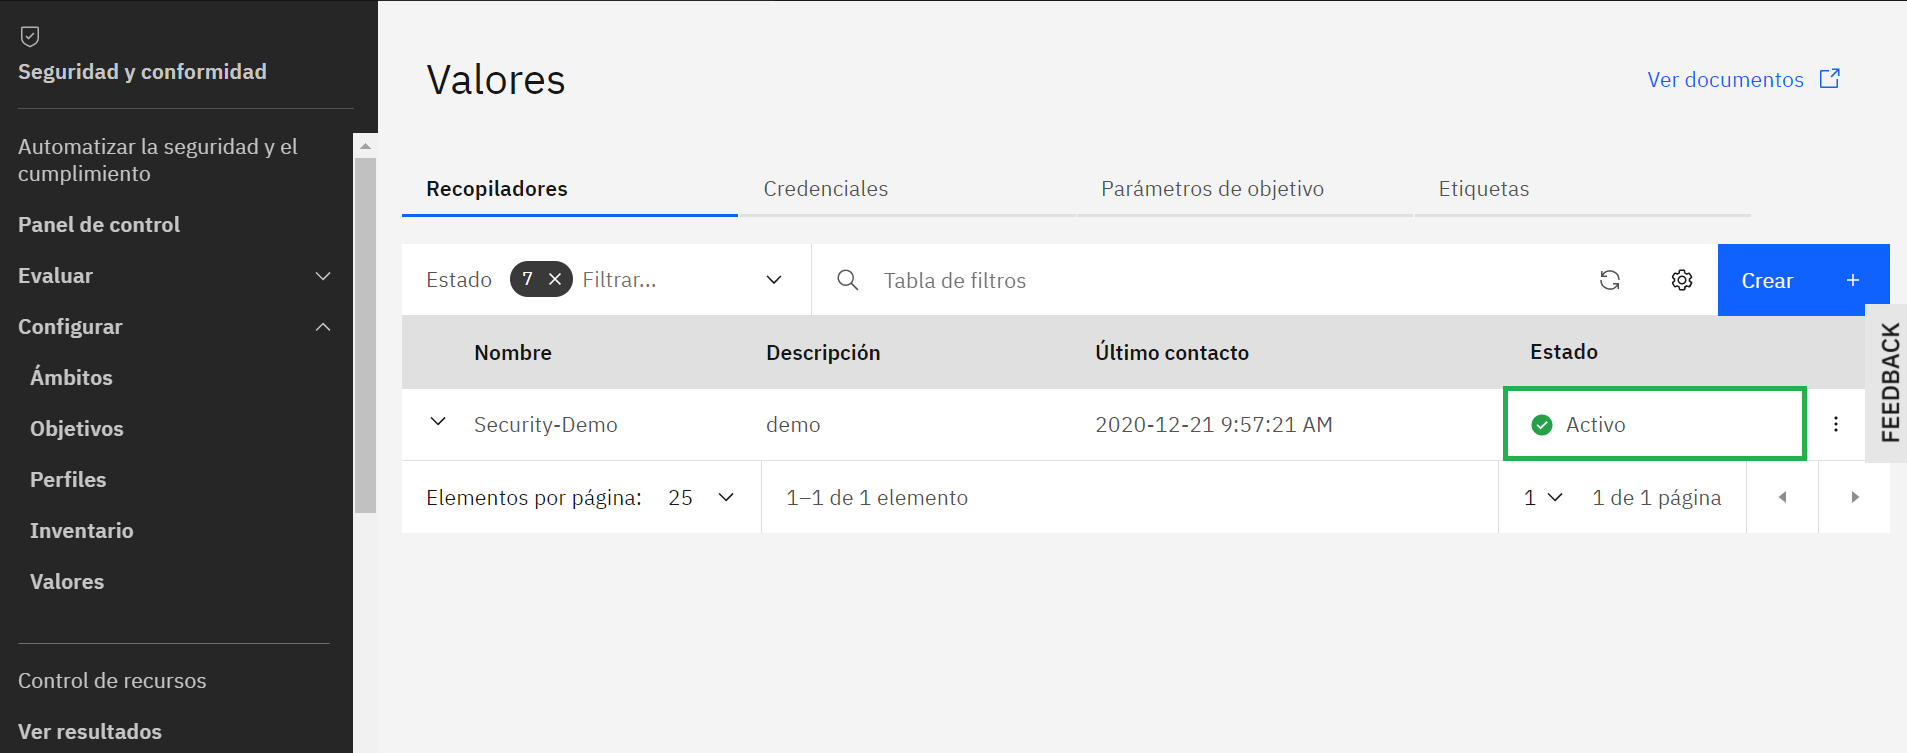 Seguridad y conformidad
Automatizar la seguridad y el
cumplimiento
Panel de control
Evaluar
Configurar
Ámbitos
Objetivos
Perfiles
Inventario
Valores
Control de recursos
Ver resultados
Valores
Ver documentos
Recopiladores Credenciales Parámetros de objetivo Etiquetas
Estado 7 Filtrar... Tabla de filtros Crear
Nombre Descripción Último contacto Estado
Security-Demo demo 2020-12-21 9:57:21 AM Activo
Elementos por página: 25 1–1 de 1 elemento 1 1 de 1 página
FEEDBACK